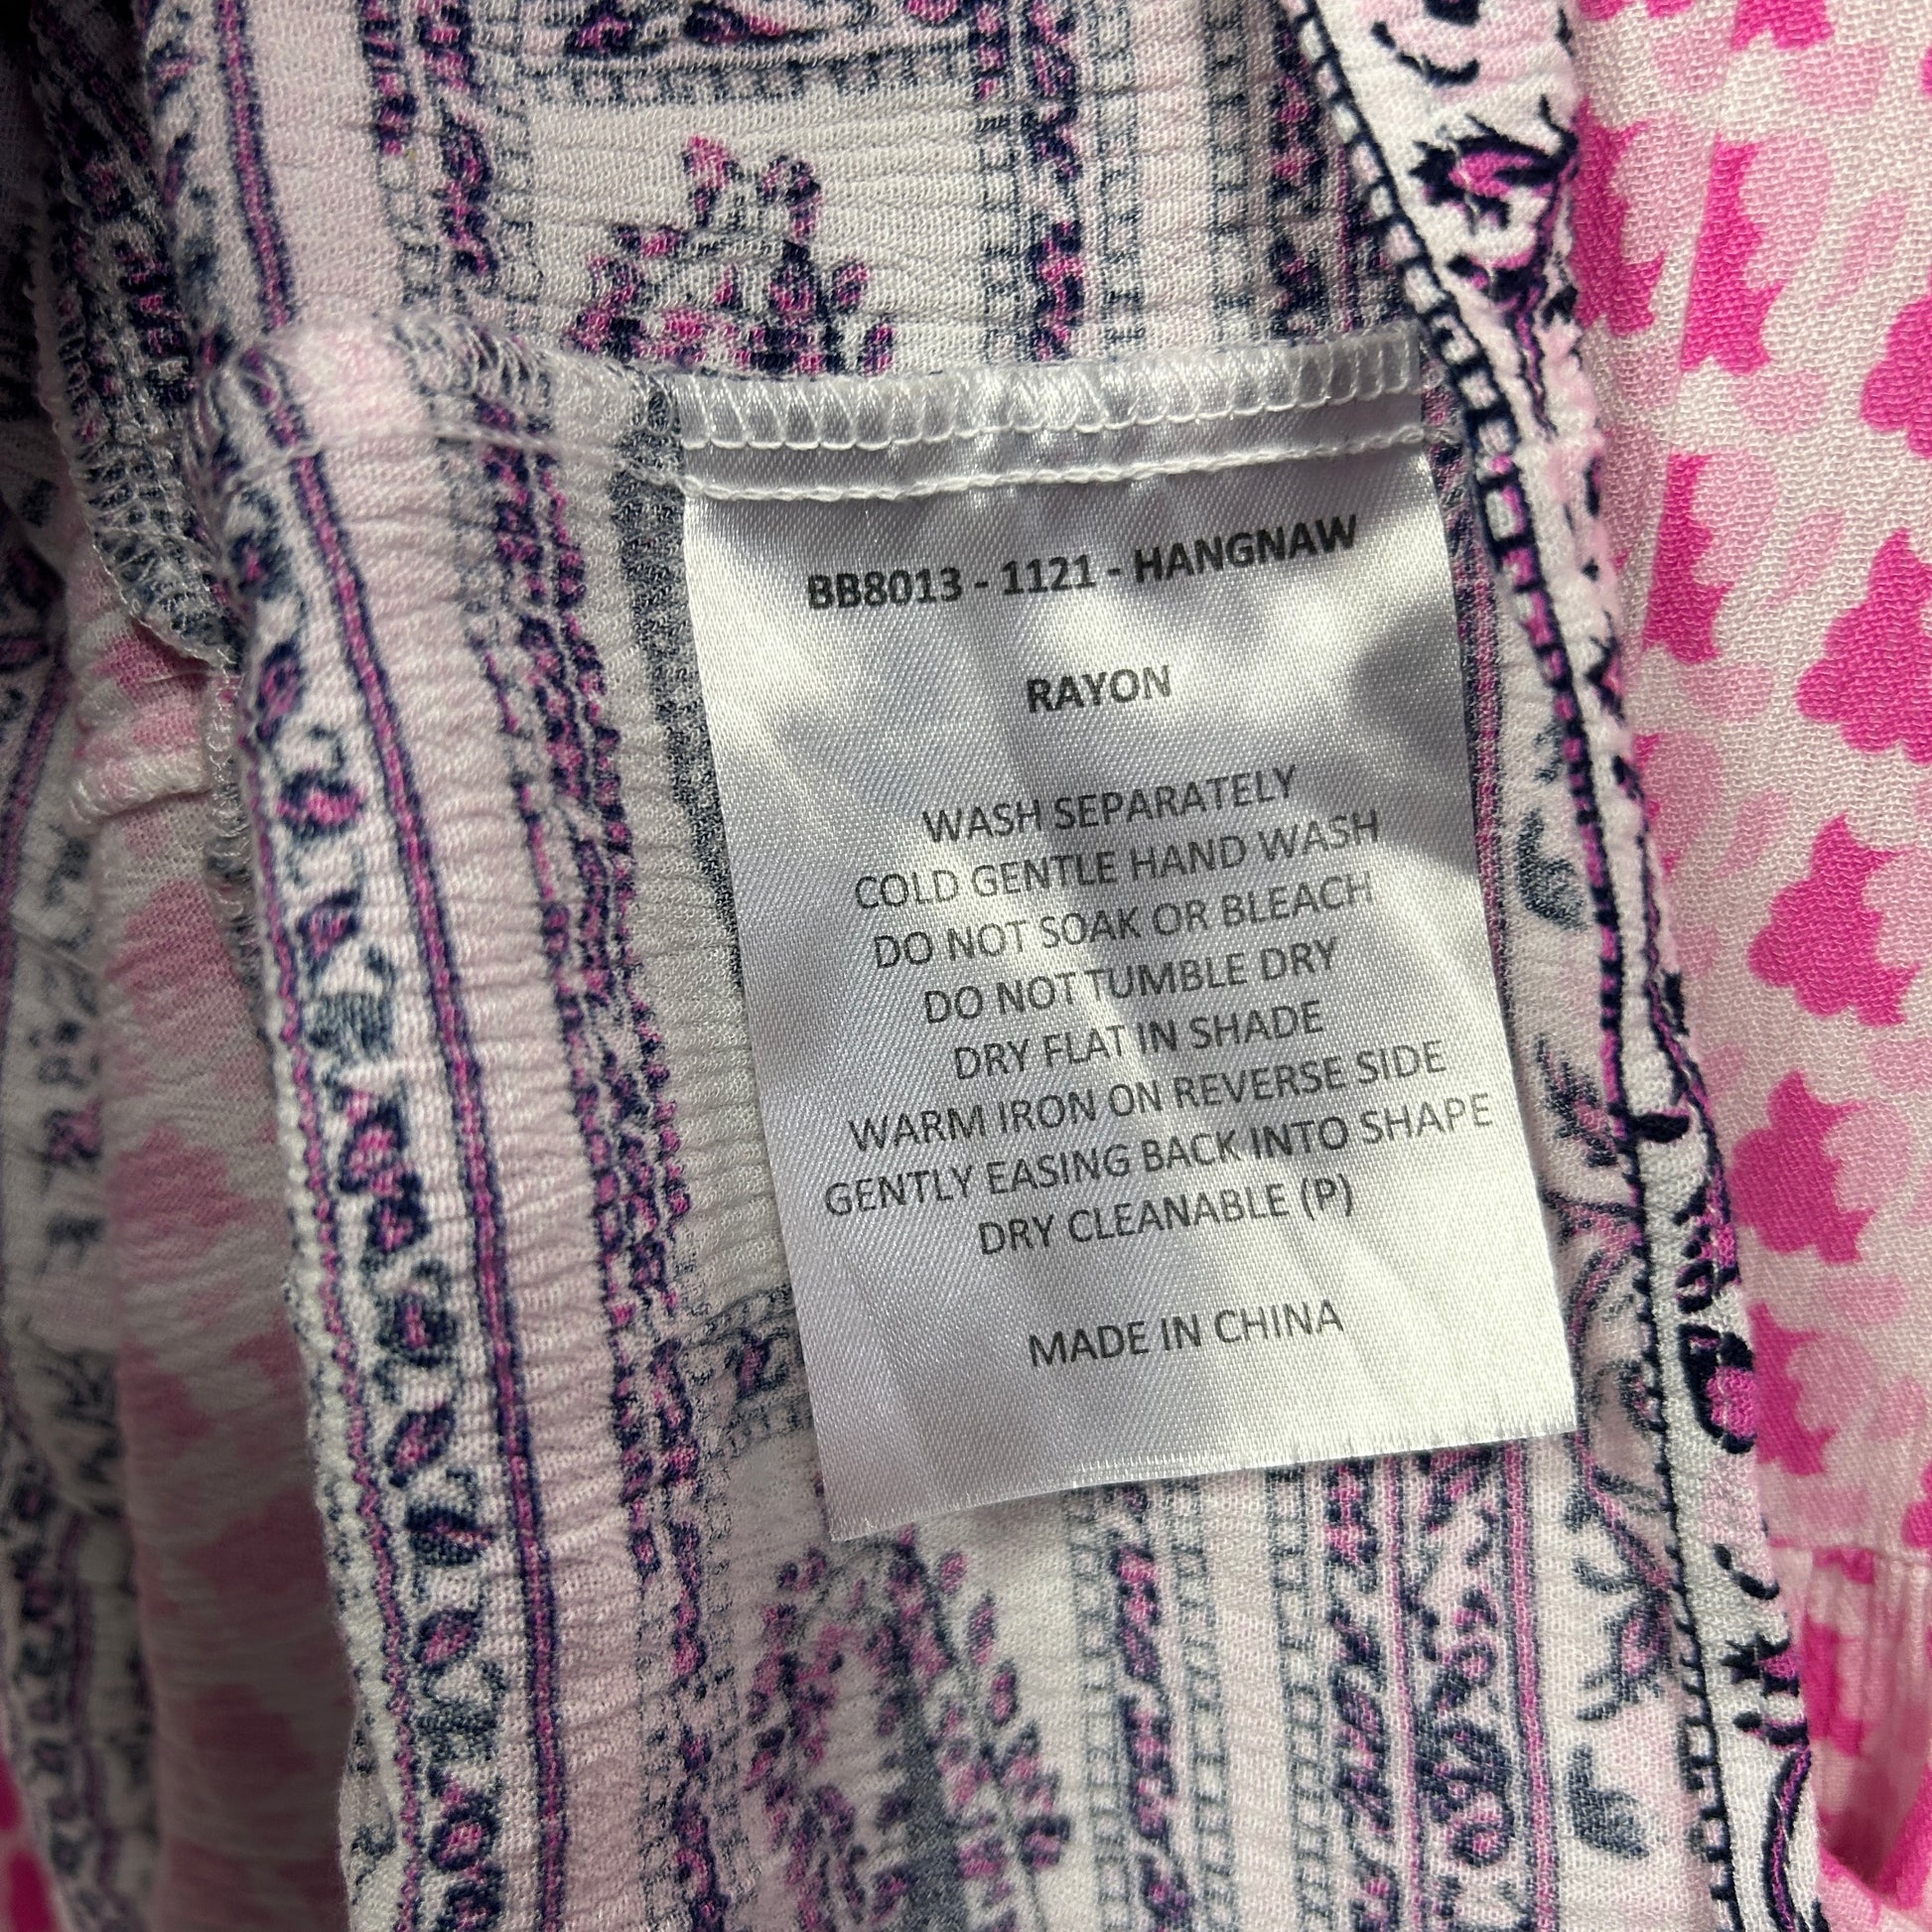 BB8013 - 1121 - HANGNAW
RAYON
WASH SEPARATELY
COLD GENTLE HAND WASH
DO NOT SOAK OR BLEACH
DO NOT TUMBLE DRY
DRY FLAT IN SHADE
WARM IRON ON REVERSE SIDE
GENTLY EASING BACK INTO SHAPE
DRY CLEANABLE (P)
MADE IN CHINA